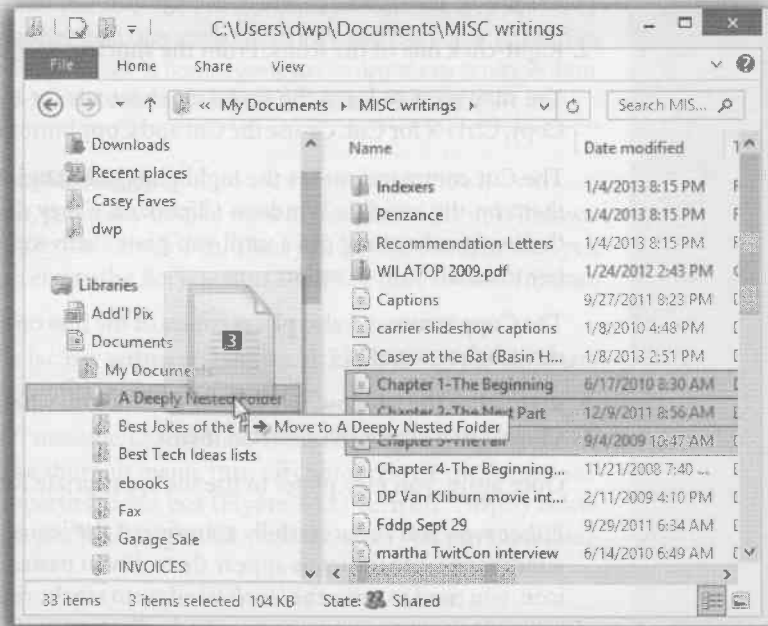 C:\Users\dwp\Documents\MISC writings
File Home Share View
« My Documents MISC writings Search MIS...
Downloads
Recent places
Casey Faves
dwp
Libraries
Add'l Pix
Documents
My Documents
A Deeply Nested Folder
Best Jokes of the
Best Tech Ideas lists
ebooks
Fax
Garage Sale
INVOICES
3
Move to A Deeply Nested Folder
Name Date modified
Indexers 1/4/2013 8:15 PM
Penzance 1/4/2013 8:15 PM
Recommendation Letters 1/4/2013 8:15 PM
WILATOP 2009.pdf 1/24/2012 2:43 PM
Captions 9/27/2011 8:23 PM
carrier slideshow captions 1/8/2010 4:48 PM
Casey at the Bat (Basin H... 1/8/2013 2:51 PM
Chapter 1-The Beginning 6/17/2010 8:30 AM
Chapter 2-The Next Part 12/9/2011 8:56 AM
Chapter 3-The Fall 9/4/2009 10:47 AM
Chapter 4-The Beginning... 11/21/2008 7:40 ...
DP Van Kliburn movie int... 2/11/2009 4:10 PM
Fddp Sept 29 9/29/2011 6:34 AM
martha TwitCon interview 6/14/2010 6:49 AM
33 items 3 items selected 104 KB State: Shared